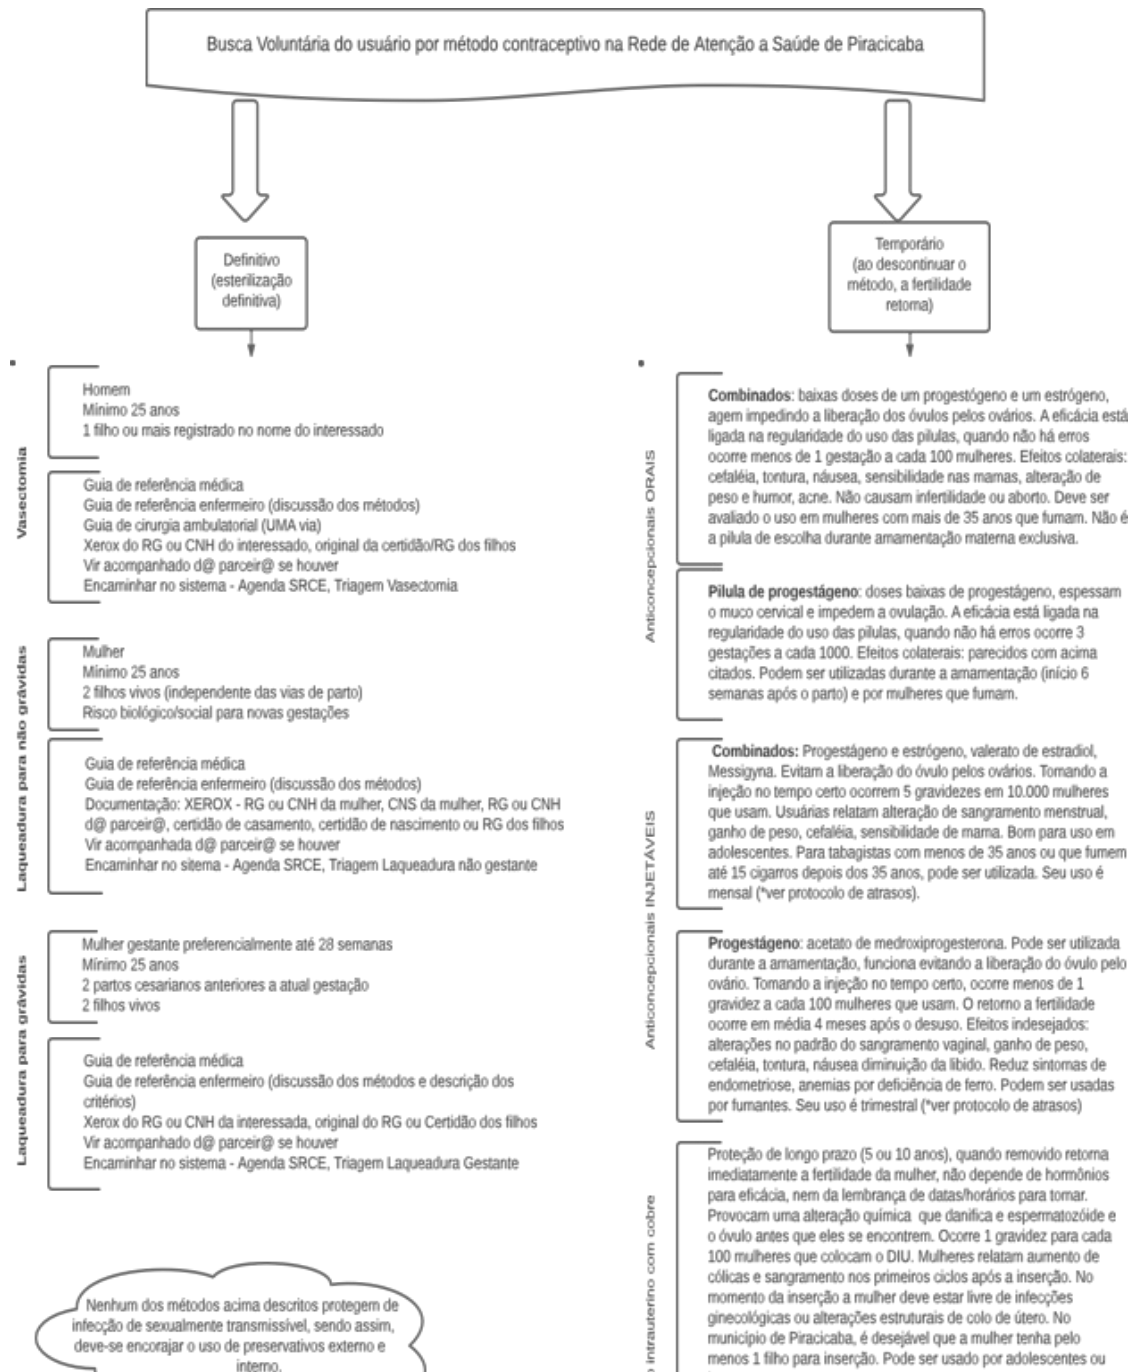 Busca Voluntária do usuário por método contraceptivo na Rede de Atenção a Saúde de Piracicaba
Definitivo
(esterilização
definitiva)
Vasectomia
Homem
Mínimo 25 anos
1 filho ou mais registrado no nome do interessado
Guia de referência médica
Guia de referência enfermeiro (discussão dos métodos)
Guia de cirurgia ambulatorial (UMA via)
Xerox do RG ou CNH do interessado, original da certidão/RG dos filhos
Vir acompanhado d@ parceir@ se houver
Encaminhar no sistema - Agenda SRCE, Triagem Vasectomia
Laqueadura para não grávidas
Mulher
Mínimo 25 anos
2 filhos vivos (independente das vias de parto)
Risco biológico/social para novas gestações
Guia de referência médica
Guia de referência enfermeiro (discussão dos métodos)
Documentação: XEROX - RG ou CNH da mulher, CNS da mulher, RG ou CNH
d@ parceir@, certidão de casamento, certidão de nascimento ou RG dos filhos
Vir acompanhada d@ parceir@ se houver
Encaminhar no sitema - Agenda SRCE, Triagem Laqueadura não gestante
Laqueadura para grávidas
Mulher gestante preferencialmente até 28 semanas
Mínimo 25 anos
2 partos cesarianos anteriores a atual gestação
2 filhos vivos
Guia de referência médica
Guia de referência enfermeiro (discussão dos métodos e descrição dos
critérios)
Xerox do RG ou CNH da interessada, original do RG ou Certidão dos filhos
Vir acompanhado d@ parceir@ se houver
Encaminhar no sistema - Agenda SRCE, Triagem Laqueadura Gestante
Nenhum dos métodos acima descritos protegem de
infecção de sexualmente transmissível, sendo assim,
deve-se encorajar o uso de preservativos externo e
interno.
Temporário
(ao descontinuar o
método, a fertilidade
retorna)
Anticoncepcionais ORAIS
Combinados: baixas doses de um progestógeno e um estrógeno,
agem impedindo a liberação dos óvulos pelos ovários. A eficácia está
ligada na regularidade do uso das pilulas, quando não há erros
ocorre menos de 1 gestação a cada 100 mulheres. Efeitos colaterais:
cefaléia, tontura, náusea, sensibilidade nas mamas, alteração de
peso e humor, acne. Não causam infertilidade ou aborto. Deve ser
avaliado o uso em mulheres com mais de 35 anos que fumam. Não é
a pilula de escolha durante amamentação materna exclusiva.
Pilula de progestágeno: doses baixas de progestágeno, espessam
o muco cervical e impedem a ovulação. A eficácia está ligada na
regularidade do uso das pilulas, quando não há erros ocorre 3
gestações a cada 1000. Efeitos colaterais: parecidos com acima
citados. Podem ser utilizadas durante a amamentação (início 6
semanas após o parto) e por mulheres que fumam.
Anticoncepcionais INJETÁVEIS
Combinados: Progestágeno e estrógeno, valerato de estradiol,
Messigyna. Evitam a liberação do óvulo pelos ovários. Tomando a
injeção no tempo certo ocorrem 5 gravidezes em 10.000 mulheres
que usam. Usuárias relatam alteração de sangramento menstrual,
ganho de peso, cefaléia, sensibilidade de mama. Bom para uso em
adolescentes. Para tabagistas com menos de 35 anos ou que fumem
até 15 cigarros depois dos 35 anos, pode ser utilizada. Seu uso é
mensal (*ver protocolo de atrasos).
Progestágeno: acetato de medroxiprogesterona. Pode ser utilizada
durante a amamentação, funciona evitando a liberação do óvulo pelo
ovário. Tomando a injeção no tempo certo, ocorre menos de 1
gravidez a cada 100 mulheres que usam. O retorno a fertilidade
ocorre em média 4 meses após o desuso. Efeitos indesejados:
alterações no padrão do sangramento vaginal, ganho de peso,
cefaléia, tontura, náusea diminuição da libido. Reduz sintomas de
endometriose, anemias por deficiência de ferro. Podem ser usadas
por fumantes. Seu uso é trimestral (*ver protocolo de atrasos)
intrauterino com cobre
Proteção de longo prazo (5 ou 10 anos), quando removido retorna
imediatamente a fertilidade da mulher, não depende de hormônios
para eficácia, nem da lembrança de datas/horários para tomar.
Provocam uma alteração química que danifica e espermatozóide e
o óvulo antes que eles se encontrem. Ocorre 1 gravidez para cada
100 mulheres que colocam o DIU. Mulheres relatam aumento de
cólicas e sangramento nos primeiros ciclos após a inserção. No
momento da inserção a mulher deve estar livre de infecções
ginecológicas ou alterações estruturais de colo de útero. No
município de Piracicaba, é desejável que a mulher tenha pelo
menos 1 filho para inserção. Pode ser usado por adolescentes ou